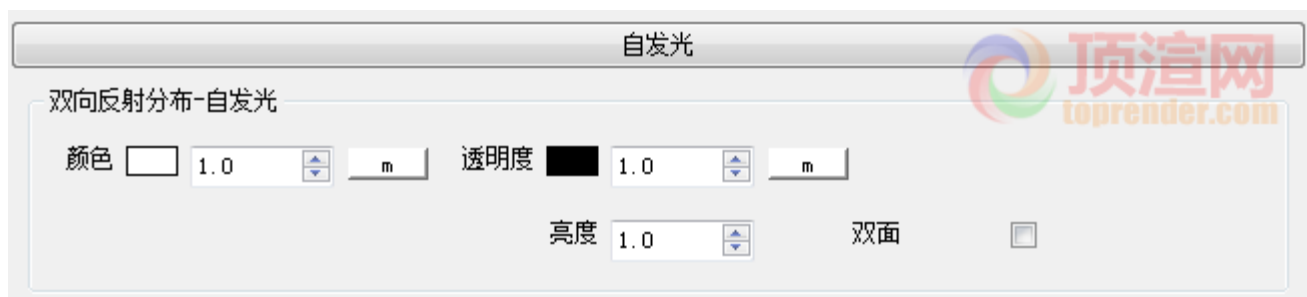 自发光
顶渲网
toprender.com
双向反射分布-自发光
颜色 1.0 m 透明度 1.0 m
亮度 1.0 双面